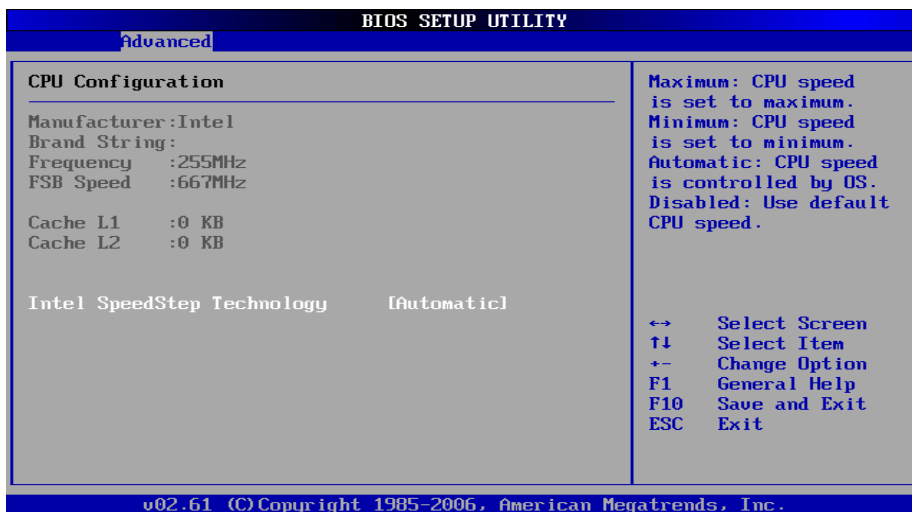 BIOS SETUP UTILITY
Advanced
CPU Configuration
Manufacturer:Intel
Brand String:
Frequency :255MHz
FSB Speed :667MHz
Cache L1 :0 KB
Cache L2 :0 KB
Intel SpeedStep Technology [Automatic]
Maximum: CPU speed
is set to maximum.
Minimum: CPU speed
is set to minimum.
Automatic: CPU speed
is controlled by OS.
Disabled: Use default
CPU speed.
↔ Select Screen
↑↓ Select Item
+- Change Option
F1 General Help
F10 Save and Exit
ESC Exit
v02.61 (C)Copyright 1985-2006, American Megatrends, Inc.